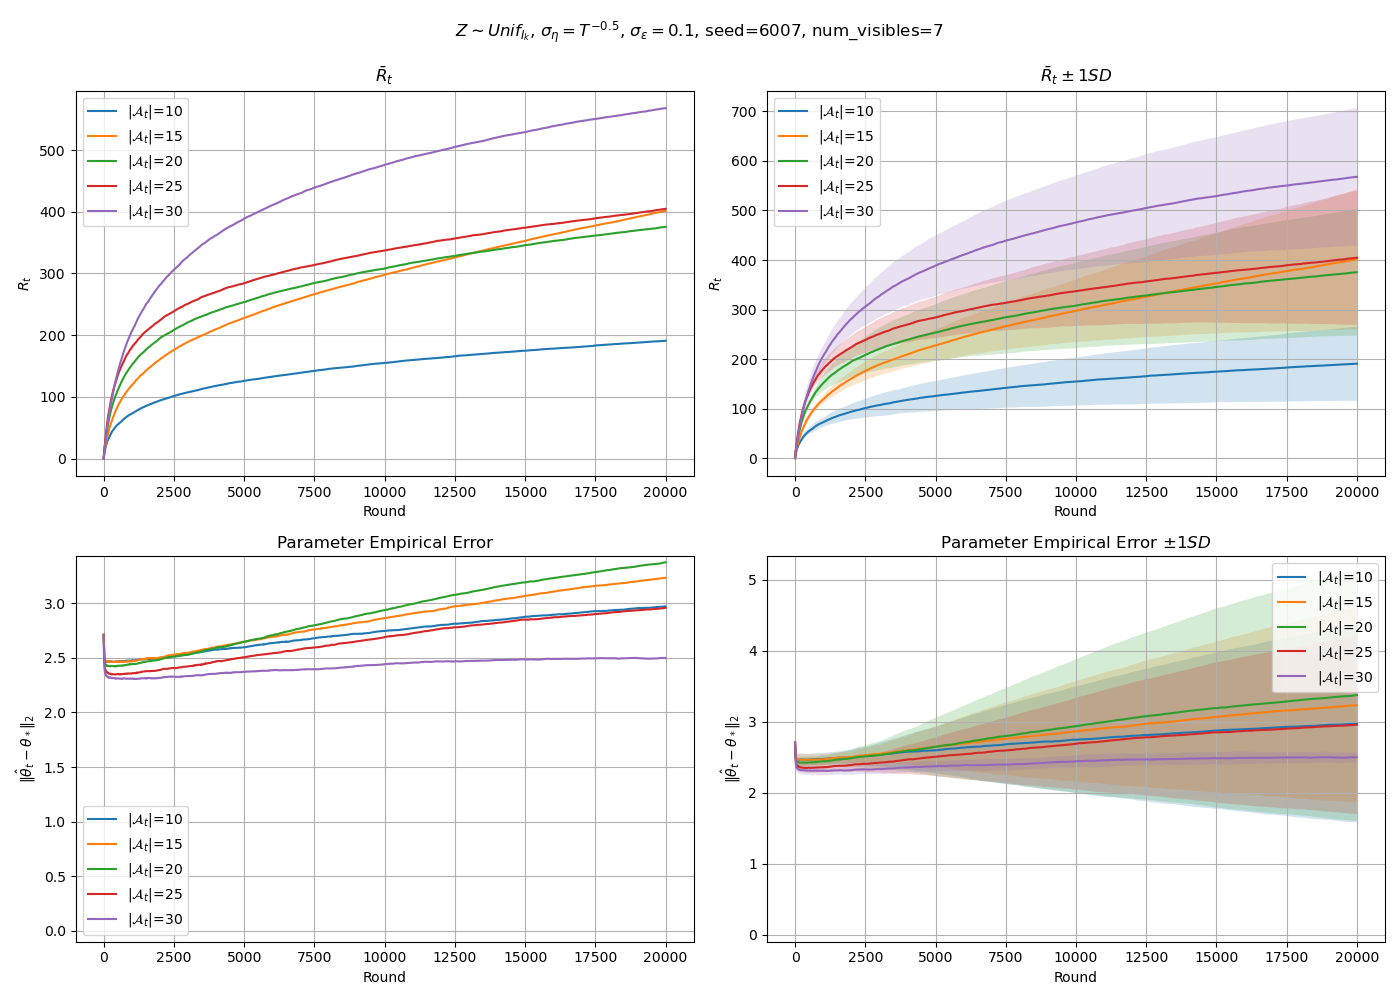 Z ∼ Unif_{I_k}, σ_η = T^{−0.5}, σ_ε = 0.1, seed=6007, num_visibles=7
R̄_t
|𝒜_t|=10
|𝒜_t|=15
|𝒜_t|=20
|𝒜_t|=25
|𝒜_t|=30
R_t
500
400
300
200
100
0
0 2500 5000 7500 10000 12500 15000 17500 20000
Round
R̄_t ± 1SD
|𝒜_t|=10
|𝒜_t|=15
|𝒜_t|=20
|𝒜_t|=25
|𝒜_t|=30
R_t
700
600
500
400
300
200
100
0
0 2500 5000 7500 10000 12500 15000 17500 20000
Round
Parameter Empirical Error
‖θ̂_t − θ_*‖_2
3.0
2.5
2.0
1.5
1.0
0.5
0.0
|𝒜_t|=10
|𝒜_t|=15
|𝒜_t|=20
|𝒜_t|=25
|𝒜_t|=30
0 2500 5000 7500 10000 12500 15000 17500 20000
Round
Parameter Empirical Error ±1SD
|𝒜_t|=10
|𝒜_t|=15
|𝒜_t|=20
|𝒜_t|=25
|𝒜_t|=30
‖θ̂_t − θ_*‖_2
5
4
3
2
1
0
0 2500 5000 7500 10000 12500 15000 17500 20000
Round